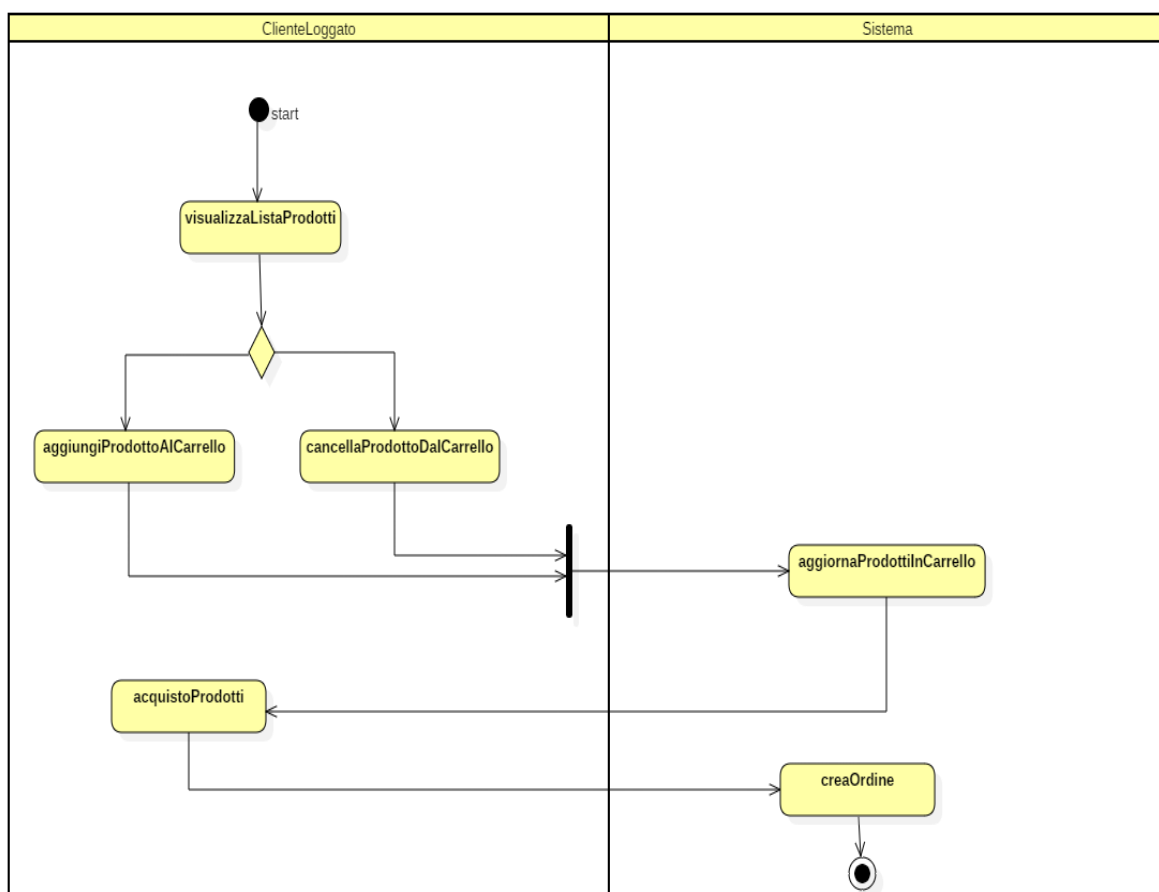 ClienteLoggato
Sistema
start
visualizzaListaProdotti
aggiungiProdottoAlCarrello
cancellaProdottoDalCarrello
aggiornaProdottiInCarrello
acquistoProdotti
creaOrdine